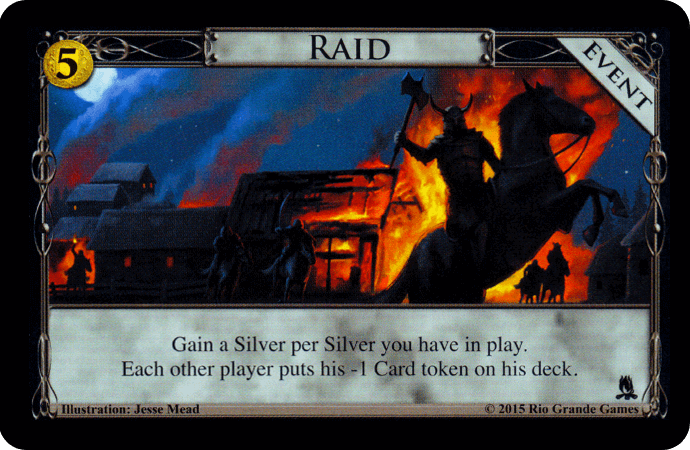 5
RAID
EVENT
Gain a Silver per Silver you have in play.
Each other player puts his -1 Card token on his deck.
Illustration: Jesse Mead
© 2015 Rio Grande Games